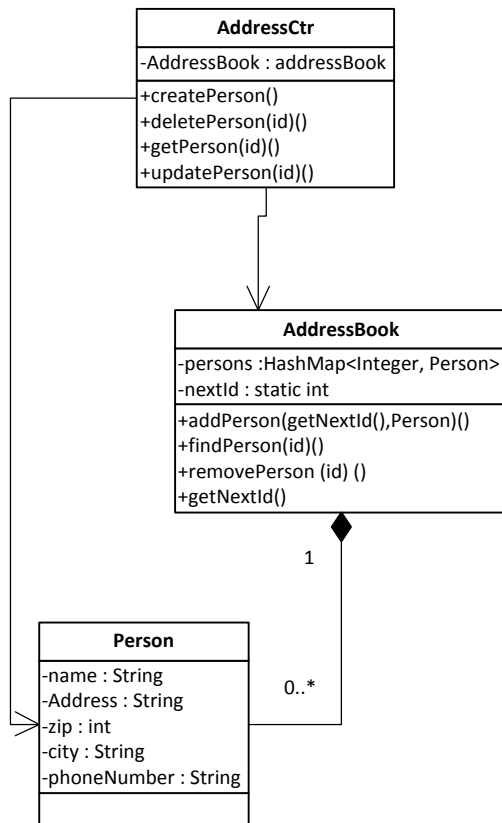 AddressCtr
-AddressBook : addressBook
+createPerson()
+deletePerson(id)()
+getPerson(id)()
+updatePerson(id)()
AddressBook
-persons :HashMap<Integer, Person>
-nextId : static int
+addPerson(getNextId(),Person)()
+findPerson(id)()
+removePerson (id) ()
+getNextId()
1
0..*
Person
-name : String
-Address : String
-zip : int
-city : String
-phoneNumber : String